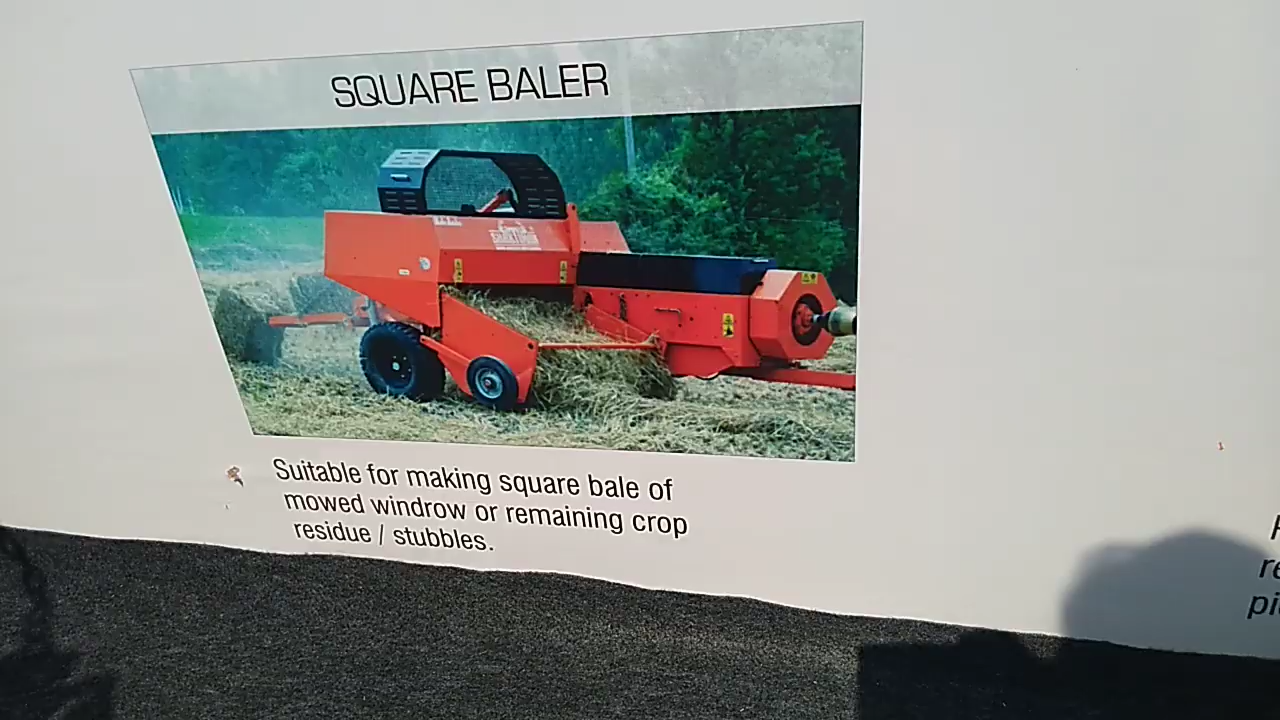 SQUARE BALER
Suitable for making square bale of
mowed windrow or remaining crop
residue / stubbles.